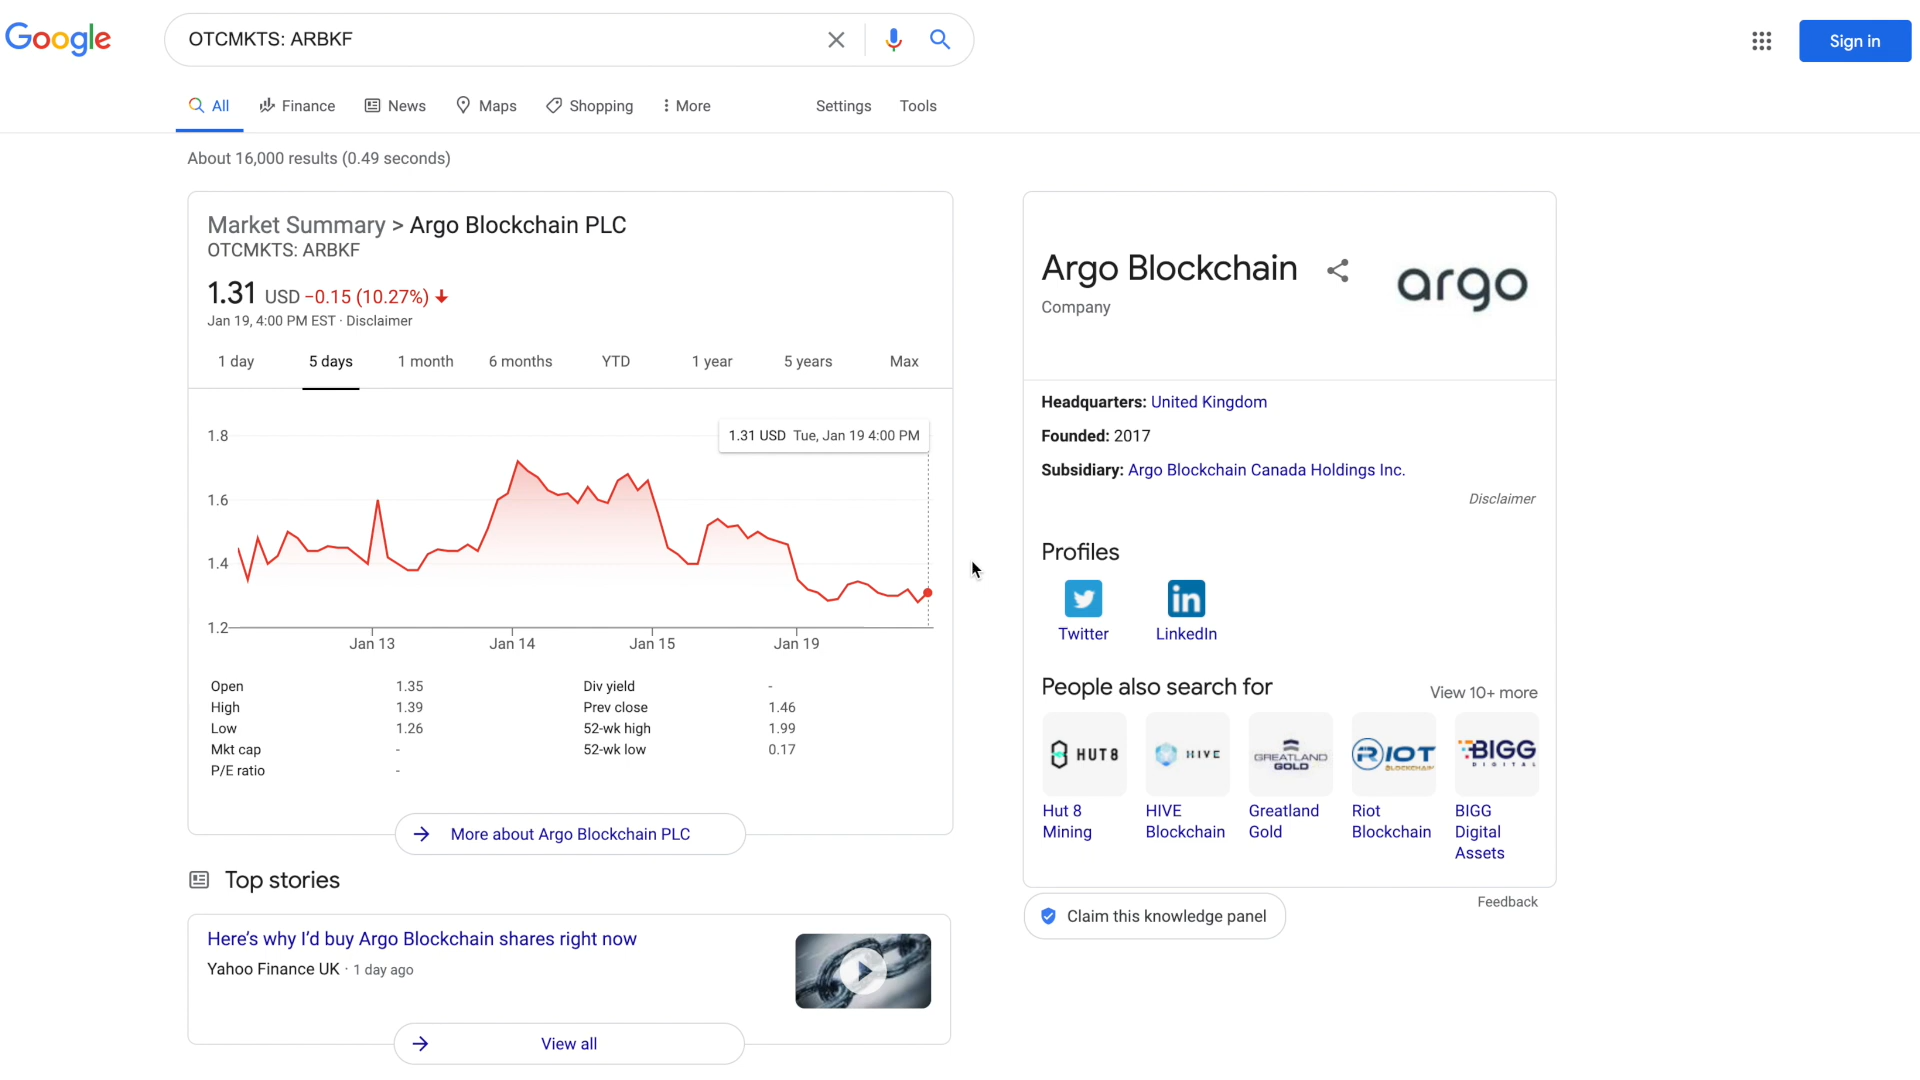 Google
OTCMKTS: ARBKF
Sign in
All
Finance
News
Maps
Shopping
More
Settings
Tools
About 16,000 results (0.49 seconds)
Market Summary > Argo Blockchain PLC
OTCMKTS: ARBKF
1.31 USD −0.15 (10.27%)
Jan 19, 4:00 PM EST · Disclaimer
1 day
5 days
1 month
6 months
YTD
1 year
5 years
Max
1.31 USD Tue, Jan 19 4:00 PM
1.8
1.6
1.4
1.2
Jan 13
Jan 14
Jan 15
Jan 19
Open 1.35
High 1.39
Low 1.26
Mkt cap -
P/E ratio -
Div yield -
Prev close 1.46
52-wk high 1.99
52-wk low 0.17
More about Argo Blockchain PLC
Top stories
Here's why I'd buy Argo Blockchain shares right now
Yahoo Finance UK · 1 day ago
View all
Argo Blockchain
Company
argo
Headquarters: United Kingdom
Founded: 2017
Subsidiary: Argo Blockchain Canada Holdings Inc.
Disclaimer
Profiles
Twitter
in
LinkedIn
People also search for
View 10+ more
HUT8
HIVE
GREATLAND
GOLD
RIOT
BLOCKCHAIN
BIGG
DIGITAL
Hut 8
Mining
HIVE
Blockchain
Greatland
Gold
Riot
Blockchain
BIGG
Digital
Assets
Claim this knowledge panel
Feedback